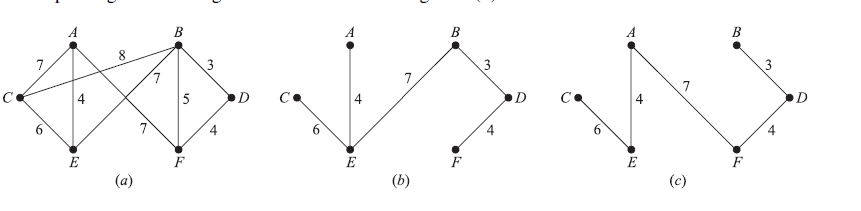 A B A B A B
7 8 3 7 3 7 3
C 4 7 5 D C 4 D C 4 D
6 7 4 6 4 6 4
E F E F E F
(a) (b) (c)